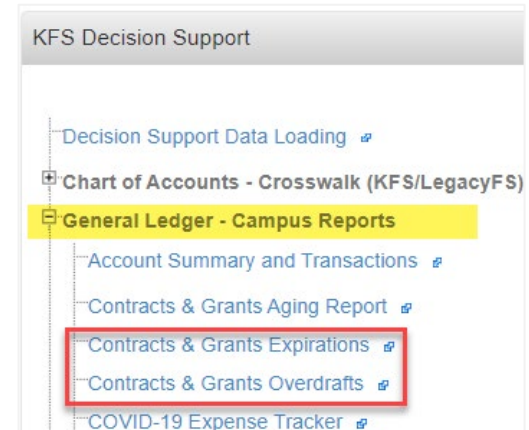 KFS Decision Support
Decision Support Data Loading
Chart of Accounts - Crosswalk (KFS/LegacyFS)
General Ledger - Campus Reports
Account Summary and Transactions
Contracts & Grants Aging Report
Contracts & Grants Expirations
Contracts & Grants Overdrafts
COVID-19 Expense Tracker